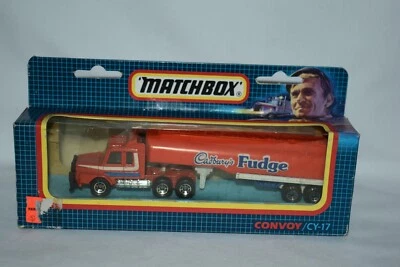 'MATCHBOX'
Cadbury's Fudge
CONVOY/CY-17